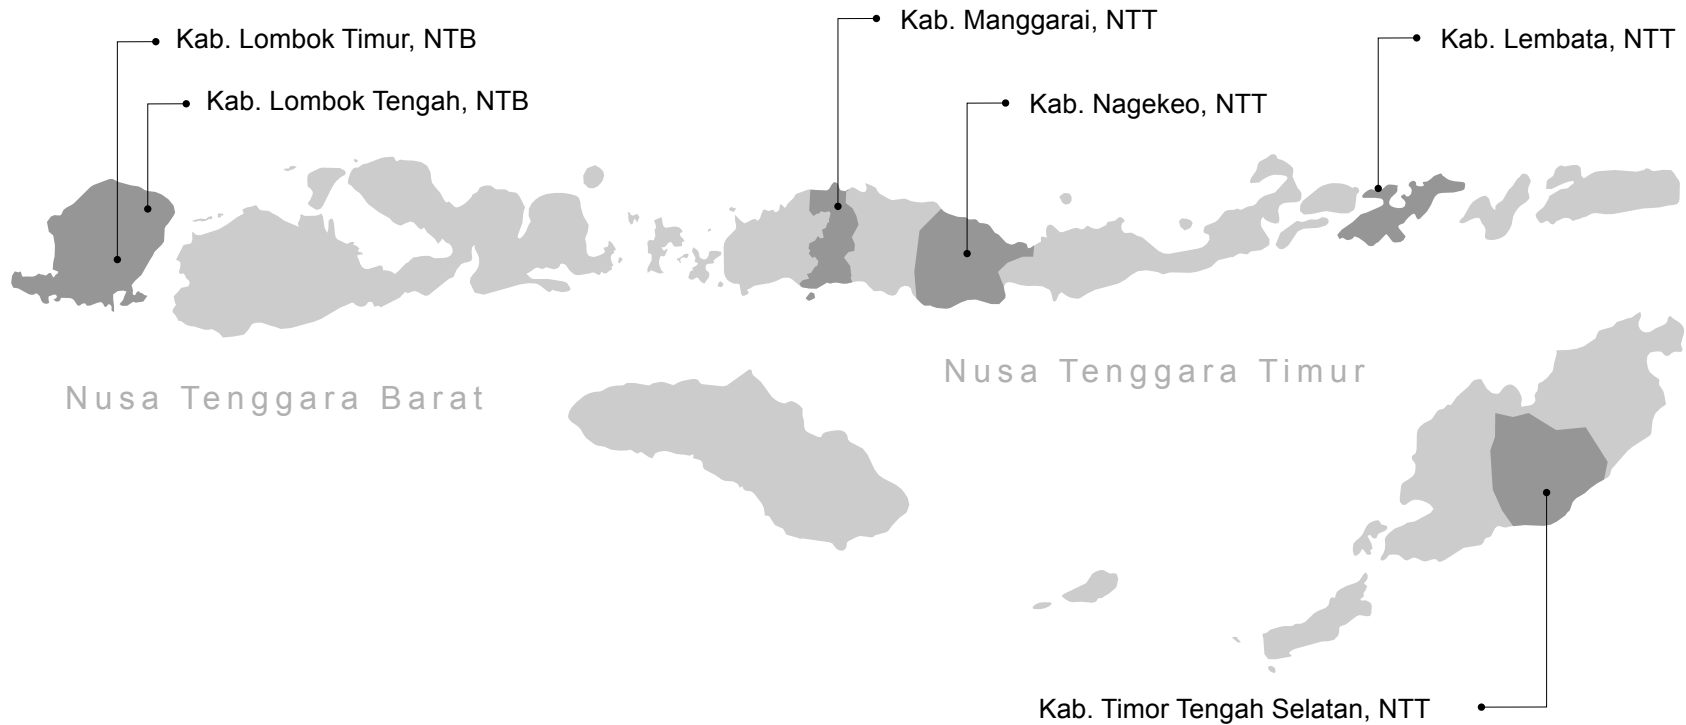 Kab. Manggarai, NTT
Kab. Lombok Timur, NTB
Kab. Lembata, NTT
Kab. Lombok Tengah, NTB
Kab. Nagekeo, NTT
Nusa Tenggara Timur
Nusa Tenggara Barat
Kab. Timor Tengah Selatan, NTT